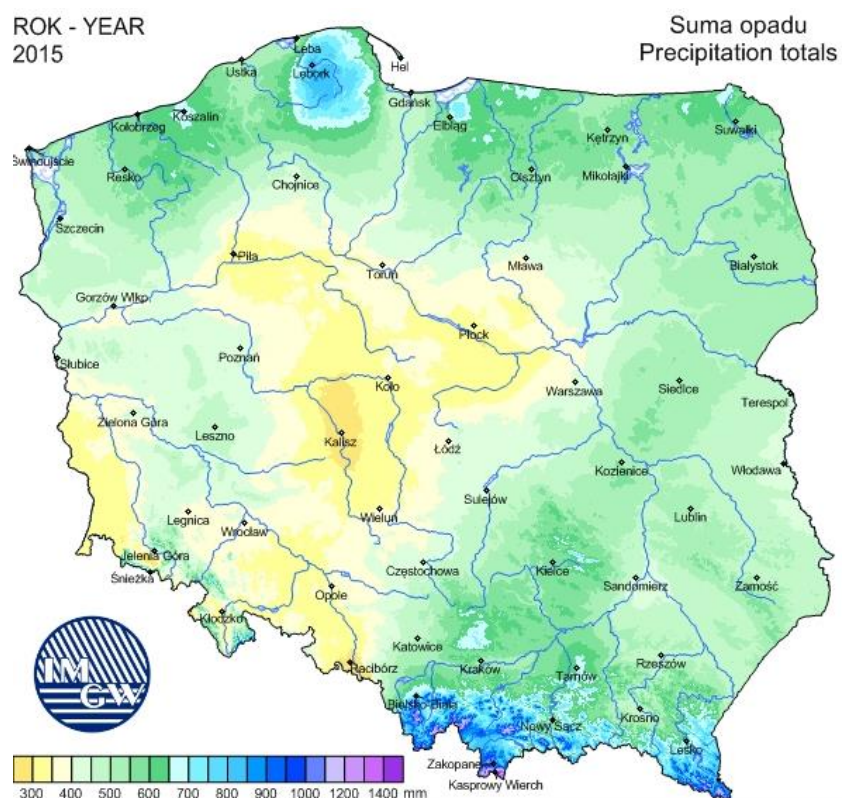 ROK - YEAR
2015
Suma opadu
Precipitation totals
Łeba
Ustka
Lębork
Hel
Gdańsk
Koszalin
Kołobrzeg
Elbląg
Kętrzyn
Suwałki
Świnoujście
Resko
Chojnice
Olsztyn
Mikołajki
Szczecin
Piła
Toruń
Mława
Białystok
Gorzów Wlkp.
Płock
Słubice
Poznań
Koło
Warszawa
Siedlce
Terespol
Zielona Góra
Leszno
Kalisz
Łódź
Kozienice
Włodawa
Sulejów
Legnica
Wrocław
Wieluń
Lublin
Jelenia Góra
Śnieżka
Częstochowa
Kielce
Sandomierz
Zamość
Opole
Kłodzko
Katowice
Racibórz
Kraków
Tarnów
Rzeszów
Bielsko-Biała
Nowy Sącz
Krosno
Lesko
Zakopane
Kasprowy Wierch
IM
GW
300 400 500 600 700 800 900 1000 1200 1400 mm